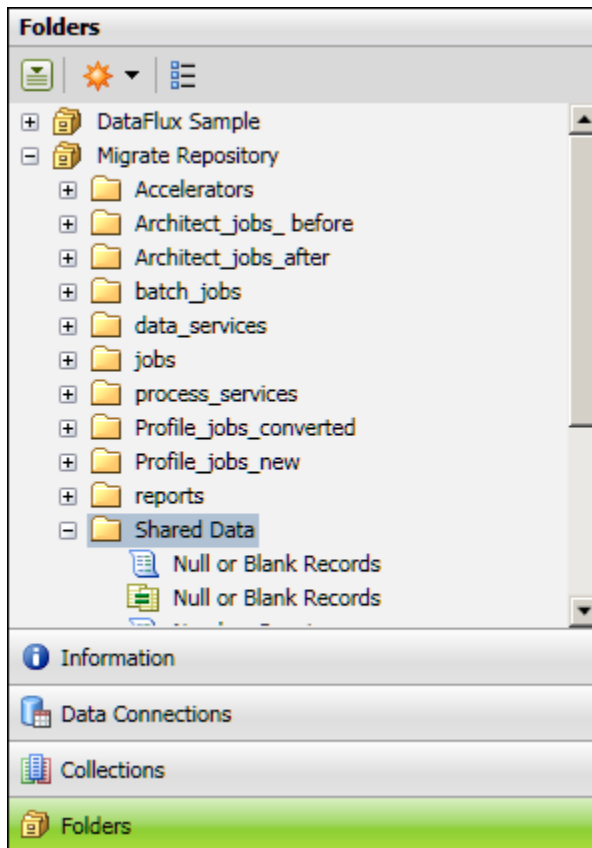 Folders
DataFlux Sample
Migrate Repository
Accelerators
Architect_jobs_ before
Architect_jobs_after
batch_jobs
data_services
jobs
process_services
Profile_jobs_converted
Profile_jobs_new
reports
Shared Data
Null or Blank Records
Null or Blank Records
Information
Data Connections
Collections
Folders